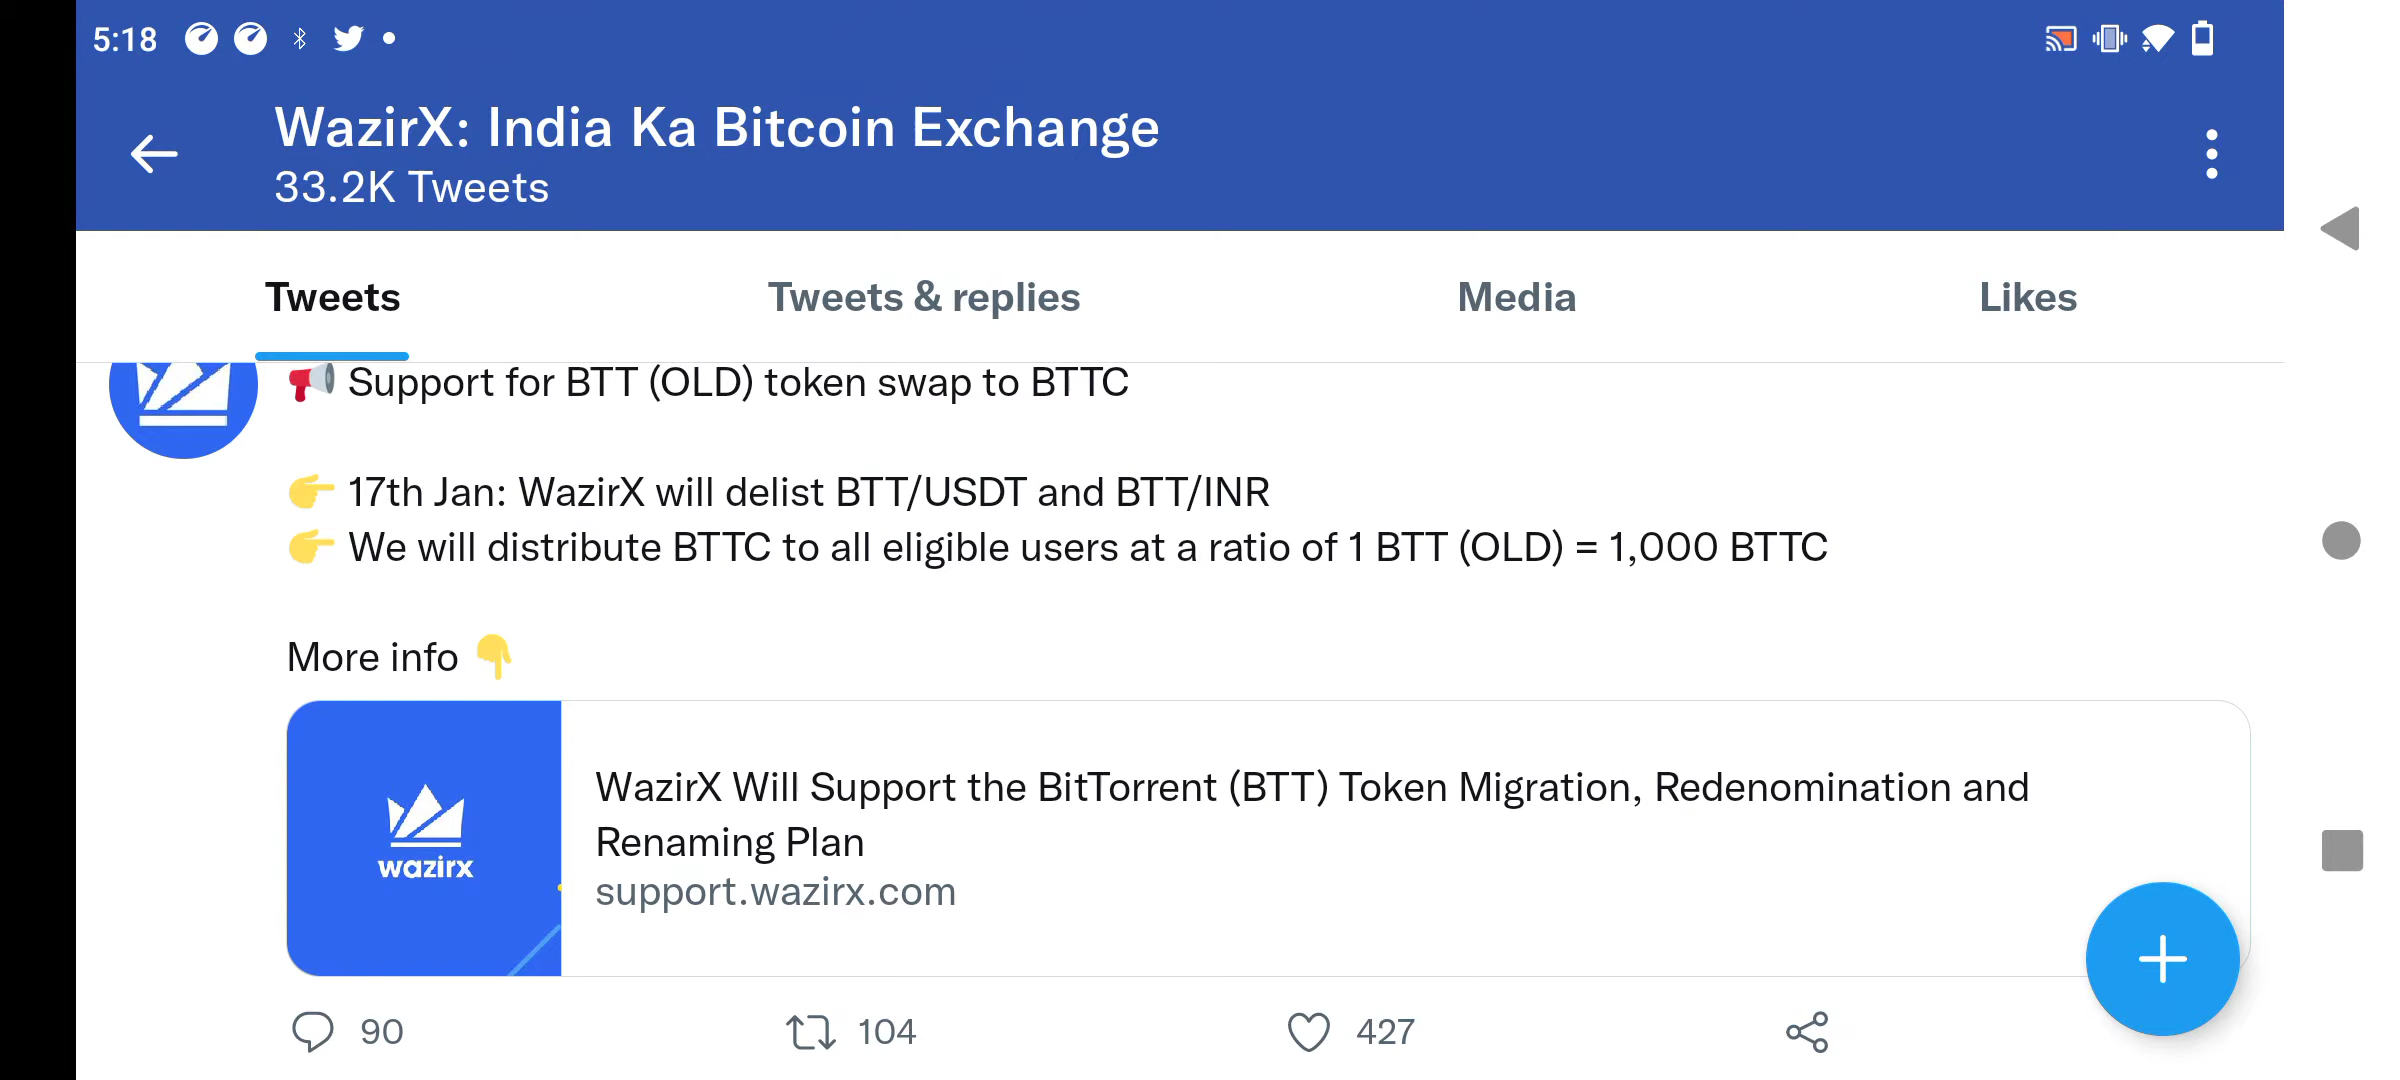 5:18
WazirX: India Ka Bitcoin Exchange
33.2K Tweets
Tweets
Tweets & replies
Media
Likes
📢 Support for BTT (OLD) token swap to BTTC
👉 17th Jan: WazirX will delist BTT/USDT and BTT/INR
👉 We will distribute BTTC to all eligible users at a ratio of 1 BTT (OLD) = 1,000 BTTC
More info 👇
wazirx
WazirX Will Support the BitTorrent (BTT) Token Migration, Redenomination and
Renaming Plan
support.wazirx.com
90
104
427